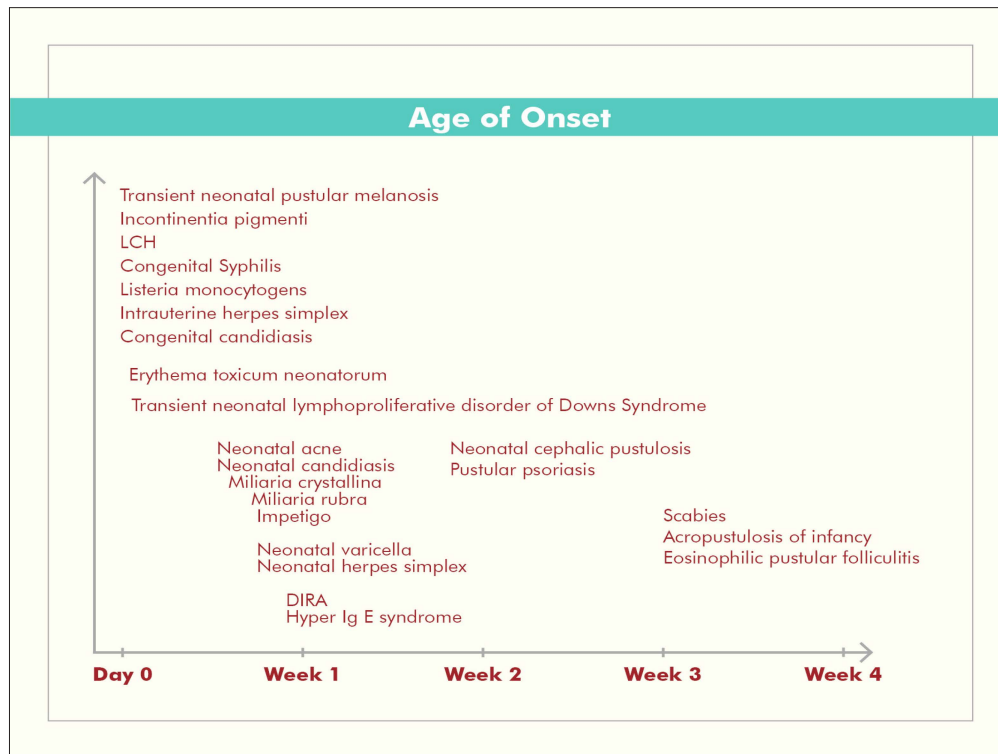 Age of Onset
Transient neonatal pustular melanosis
Incontinentia pigmenti
LCH
Congenital Syphilis
Listeria monocytogens
Intrauterine herpes simplex
Congenital candidiasis
Erythema toxicum neonatorum
Transient neonatal lymphoproliferative disorder of Downs Syndrome
Neonatal acne
Neonatal candidiasis
Miliaria crystallina
Miliaria rubra
Impetigo
Neonatal varicella
Neonatal herpes simplex
DIRA
Hyper Ig E syndrome
Neonatal cephalic pustulosis
Pustular psoriasis
Scabies
Acropustulosis of infancy
Eosinophilic pustular folliculitis
Day 0 Week 1 Week 2 Week 3 Week 4